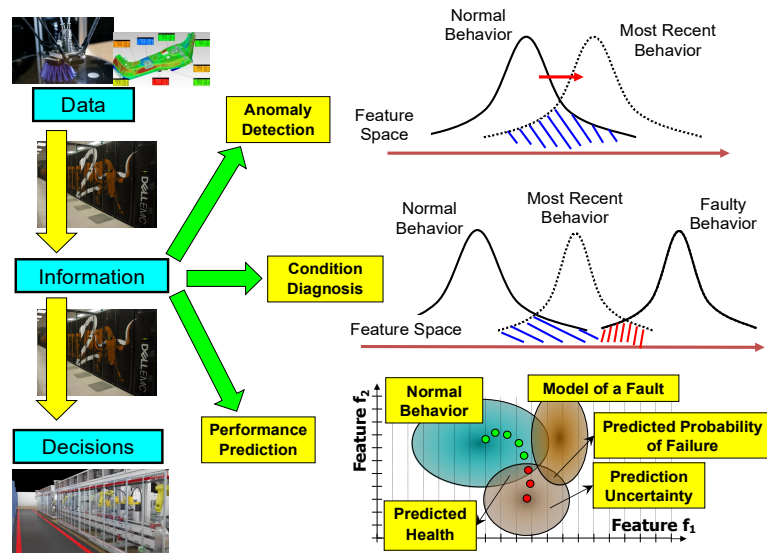 Data
DELLEMC
Information
DELLEMC
Decisions
Anomaly
Detection
Condition
Diagnosis
Performance
Prediction
Normal
Behavior
Most Recent
Behavior
Feature
Space
Normal
Behavior
Most Recent
Behavior
Faulty
Behavior
Feature Space
Feature f₂
Normal
Behavior
Model of a Fault
Predicted Probability
of Failure
Prediction
Uncertainty
Predicted
Health
Feature f₁